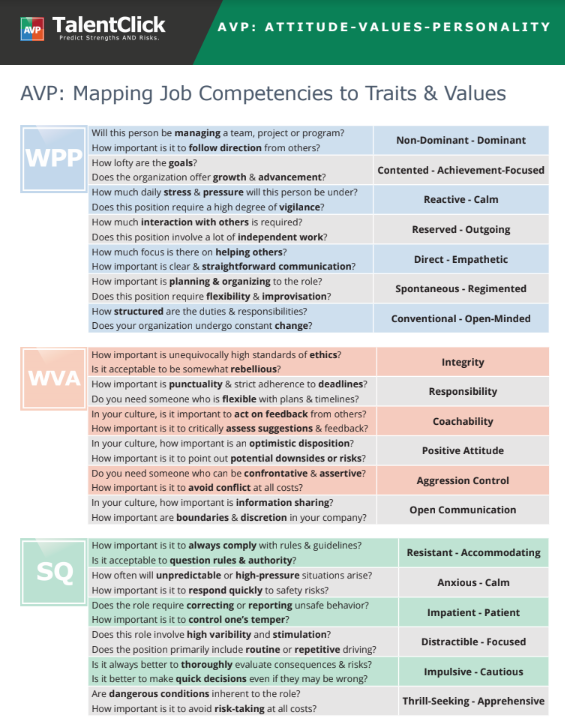 AVP
TalentClick
Predict Strengths AND Risks.
AVP: ATTITUDE-VALUES-PERSONALITY
AVP: Mapping Job Competencies to Traits & Values
WPP
Will this person be managing a team, project or program?
How important is it to follow direction from others?
Non-Dominant - Dominant
How lofty are the goals?
Does the organization offer growth & advancement?
Contented - Achievement-Focused
How much daily stress & pressure will this person be under?
Does this position require a high degree of vigilance?
Reactive - Calm
How much interaction with others is required?
Does this position involve a lot of independent work?
Reserved - Outgoing
How much focus is there on helping others?
How important is clear & straightforward communication?
Direct - Empathetic
How important is planning & organizing to the role?
Does this position require flexibility & improvisation?
Spontaneous - Regimented
How structured are the duties & responsibilities?
Does your organization undergo constant change?
Conventional - Open-Minded
WVA
How important is unequivocally high standards of ethics?
Is it acceptable to be somewhat rebellious?
Integrity
How important is punctuality & strict adherence to deadlines?
Do you need someone who is flexible with plans & timelines?
Responsibility
In your culture, is it important to act on feedback from others?
How important is it to critically assess suggestions & feedback?
Coachability
In your culture, how important is an optimistic disposition?
How important is it to point out potential downsides or risks?
Positive Attitude
Do you need someone who can be confrontative & assertive?
How important is it to avoid conflict at all costs?
Aggression Control
In your culture, how important is information sharing?
How important are boundaries & discretion in your company?
Open Communication
SQ
How important is it to always comply with rules & guidelines?
Is it acceptable to question rules & authority?
Resistant - Accommodating
How often will unpredictable or high-pressure situations arise?
How important is it to respond quickly to safety risks?
Anxious - Calm
Does the role require correcting or reporting unsafe behavior?
How important is it to control one's temper?
Impatient - Patient
Does this role involve high varibility and stimulation?
Does the position primarily include routine or repetitive driving?
Distractible - Focused
Is it always better to thoroughly evaluate consequences & risks?
Is it better to make quick decisions even if they may be wrong?
Impulsive - Cautious
Are dangerous conditions inherent to the role?
How important is it to avoid risk-taking at all costs?
Thrill-Seeking - Apprehensive